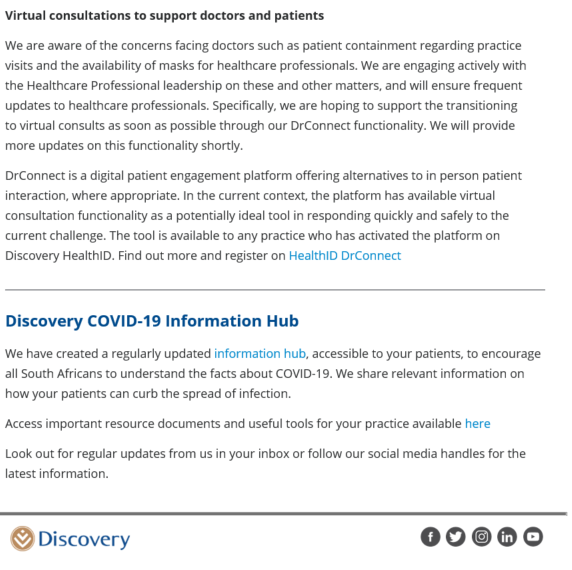 Virtual consultations to support doctors and patients
We are aware of the concerns facing doctors such as patient containment regarding practice
visits and the availability of masks for healthcare professionals. We are engaging actively with
the Healthcare Professional leadership on these and other matters, and will ensure frequent
updates to healthcare professionals. Specifically, we are hoping to support the transitioning
to virtual consults as soon as possible through our DrConnect functionality. We will provide
more updates on this functionality shortly.
DrConnect is a digital patient engagement platform offering alternatives to in person patient
interaction, where appropriate. In the current context, the platform has available virtual
consultation functionality as a potentially ideal tool in responding quickly and safely to the
current challenge. The tool is available to any practice who has activated the platform on
Discovery HealthID. Find out more and register on HealthID DrConnect
Discovery COVID-19 Information Hub
We have created a regularly updated information hub, accessible to your patients, to encourage
all South Africans to understand the facts about COVID-19. We share relevant information on
how your patients can curb the spread of infection.
Access important resource documents and useful tools for your practice available here
Look out for regular updates from us in your inbox or follow our social media handles for the
latest information.
Discovery